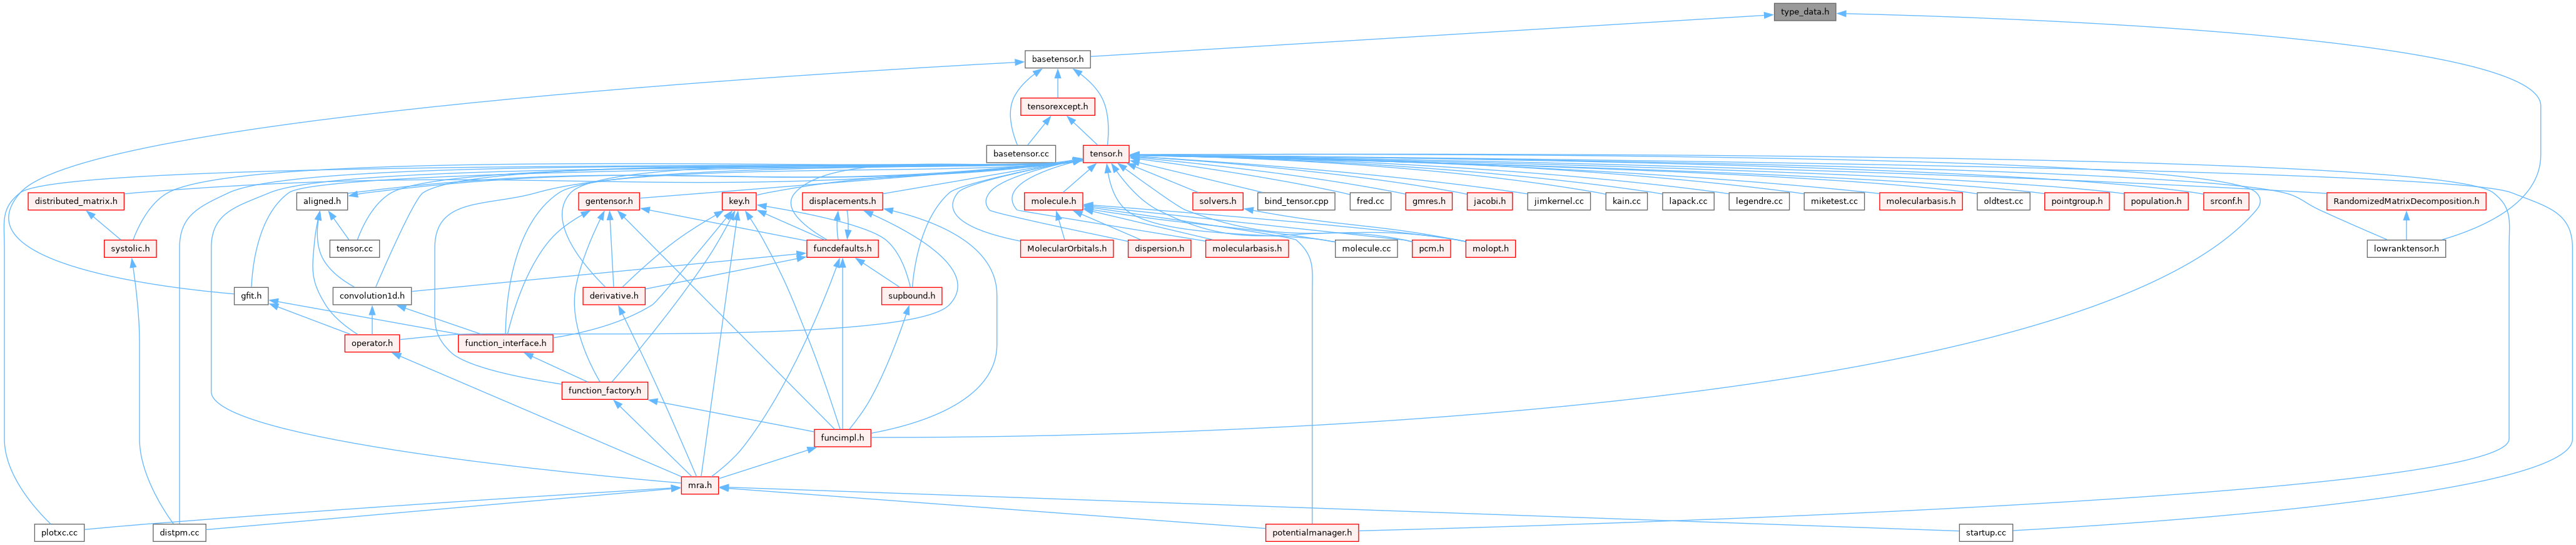 type_data.h
basetensor.h
tensorexcept.h
basetensor.cc
tensor.h
distributed_matrix.h
aligned.h
gentensor.h
key.h
displacements.h
molecule.h
solvers.h
bind_tensor.cpp
fred.cc
gmres.h
jacobi.h
jimkernel.cc
kain.cc
lapack.cc
legendre.cc
miketest.cc
molecularbasis.h
oldtest.cc
pointgroup.h
population.h
srconf.h
RandomizedMatrixDecomposition.h
systolic.h
tensor.cc
funcdefaults.h
MolecularOrbitals.h
dispersion.h
molecularbasis.h
molecule.cc
pcm.h
molopt.h
lowranktensor.h
gfit.h
convolution1d.h
derivative.h
supbound.h
operator.h
function_interface.h
function_factory.h
funcimpl.h
mra.h
plotxc.cc
distpm.cc
potentialmanager.h
startup.cc